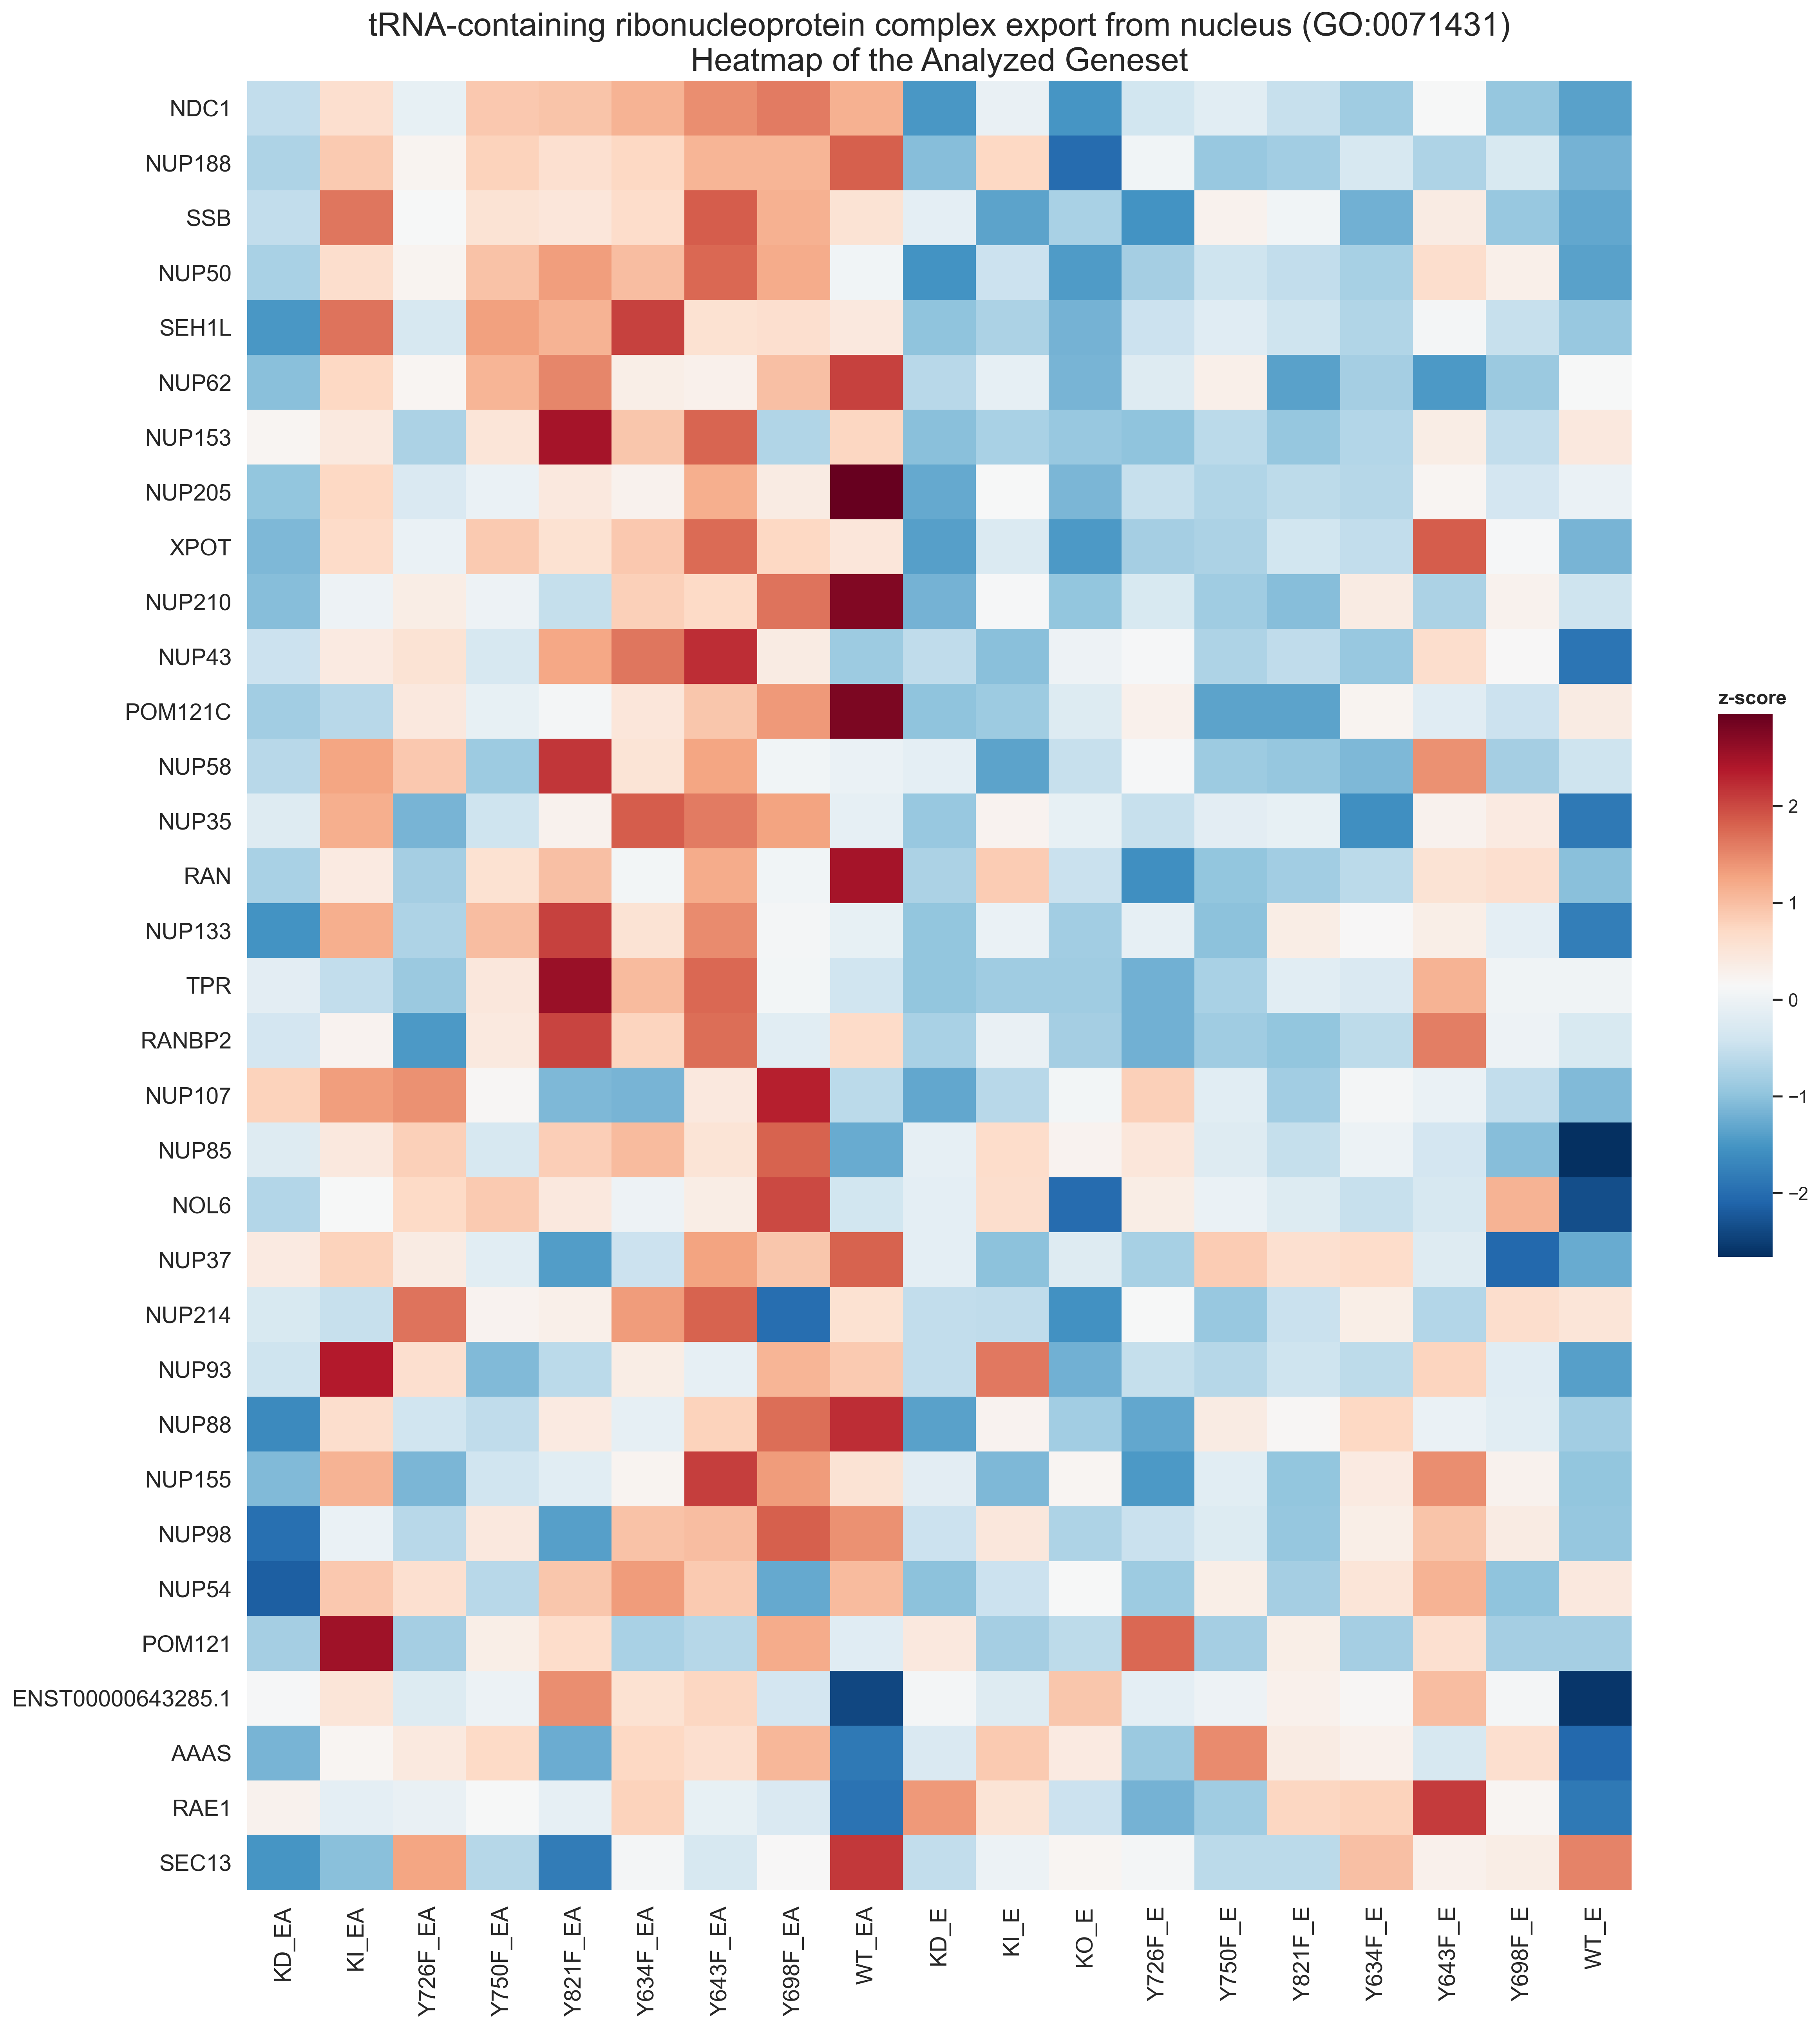 tRNA-containing ribonucleoprotein complex export from nucleus (GO:0071431)
Heatmap of the Analyzed Geneset
NDC1
NUP188
SSB
NUP50
SEH1L
NUP62
NUP153
NUP205
XPOT
NUP210
NUP43
POM121C
NUP58
NUP35
RAN
NUP133
TPR
RANBP2
NUP107
NUP85
NOL6
NUP37
NUP214
NUP93
NUP88
NUP155
NUP98
NUP54
POM121
ENST00000643285.1
AAAS
RAE1
SEC13
KD_EA
KI_EA
Y726F_EA
Y750F_EA
Y821F_EA
Y634F_EA
Y643F_EA
Y698F_EA
WT_EA
KD_E
KI_E
KO_E
Y726F_E
Y750F_E
Y821F_E
Y634F_E
Y643F_E
Y698F_E
WT_E
z-score
2
1
0
−1
−2